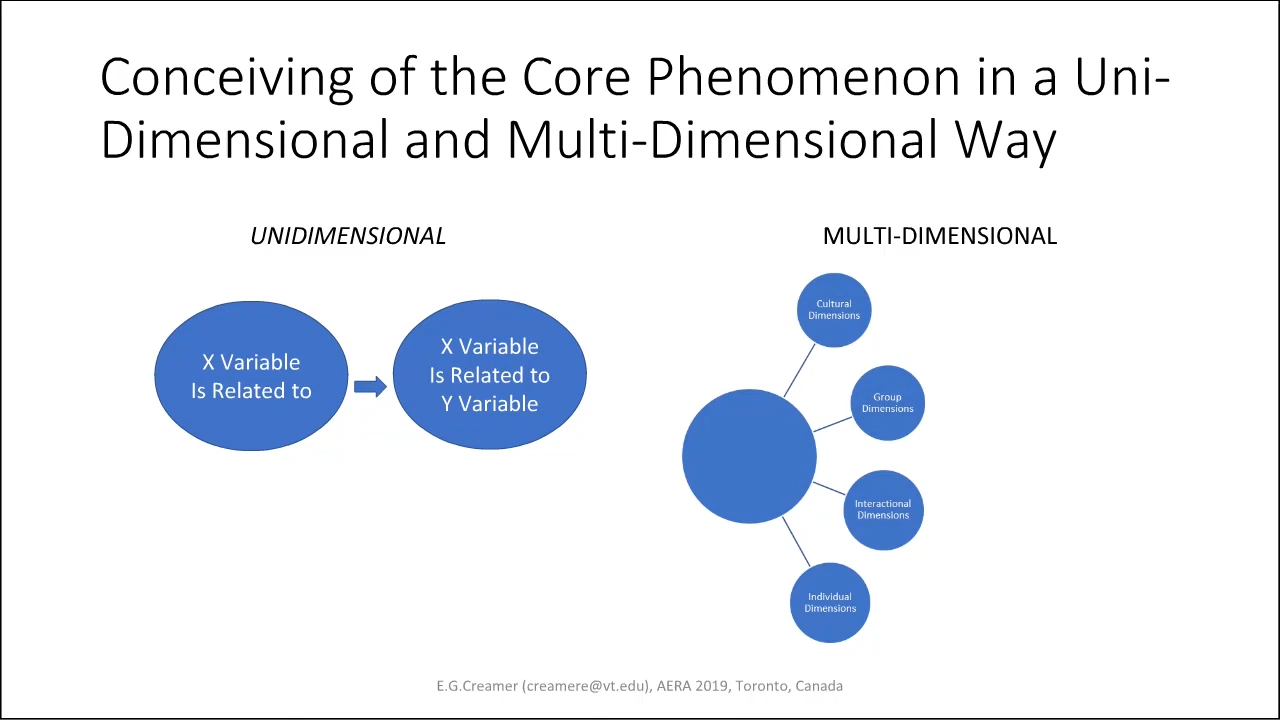 Conceiving of the Core Phenomenon in a Uni-
Dimensional and Multi-Dimensional Way
UNIDIMENSIONAL
X Variable
Is Related to
X Variable
Is Related to
Y Variable
MULTI-DIMENSIONAL
Cultural
Dimensions
Group
Dimensions
Interactional
Dimensions
Individual
Dimensions
E.G.Creamer (creamere@vt.edu), AERA 2019, Toronto, Canada